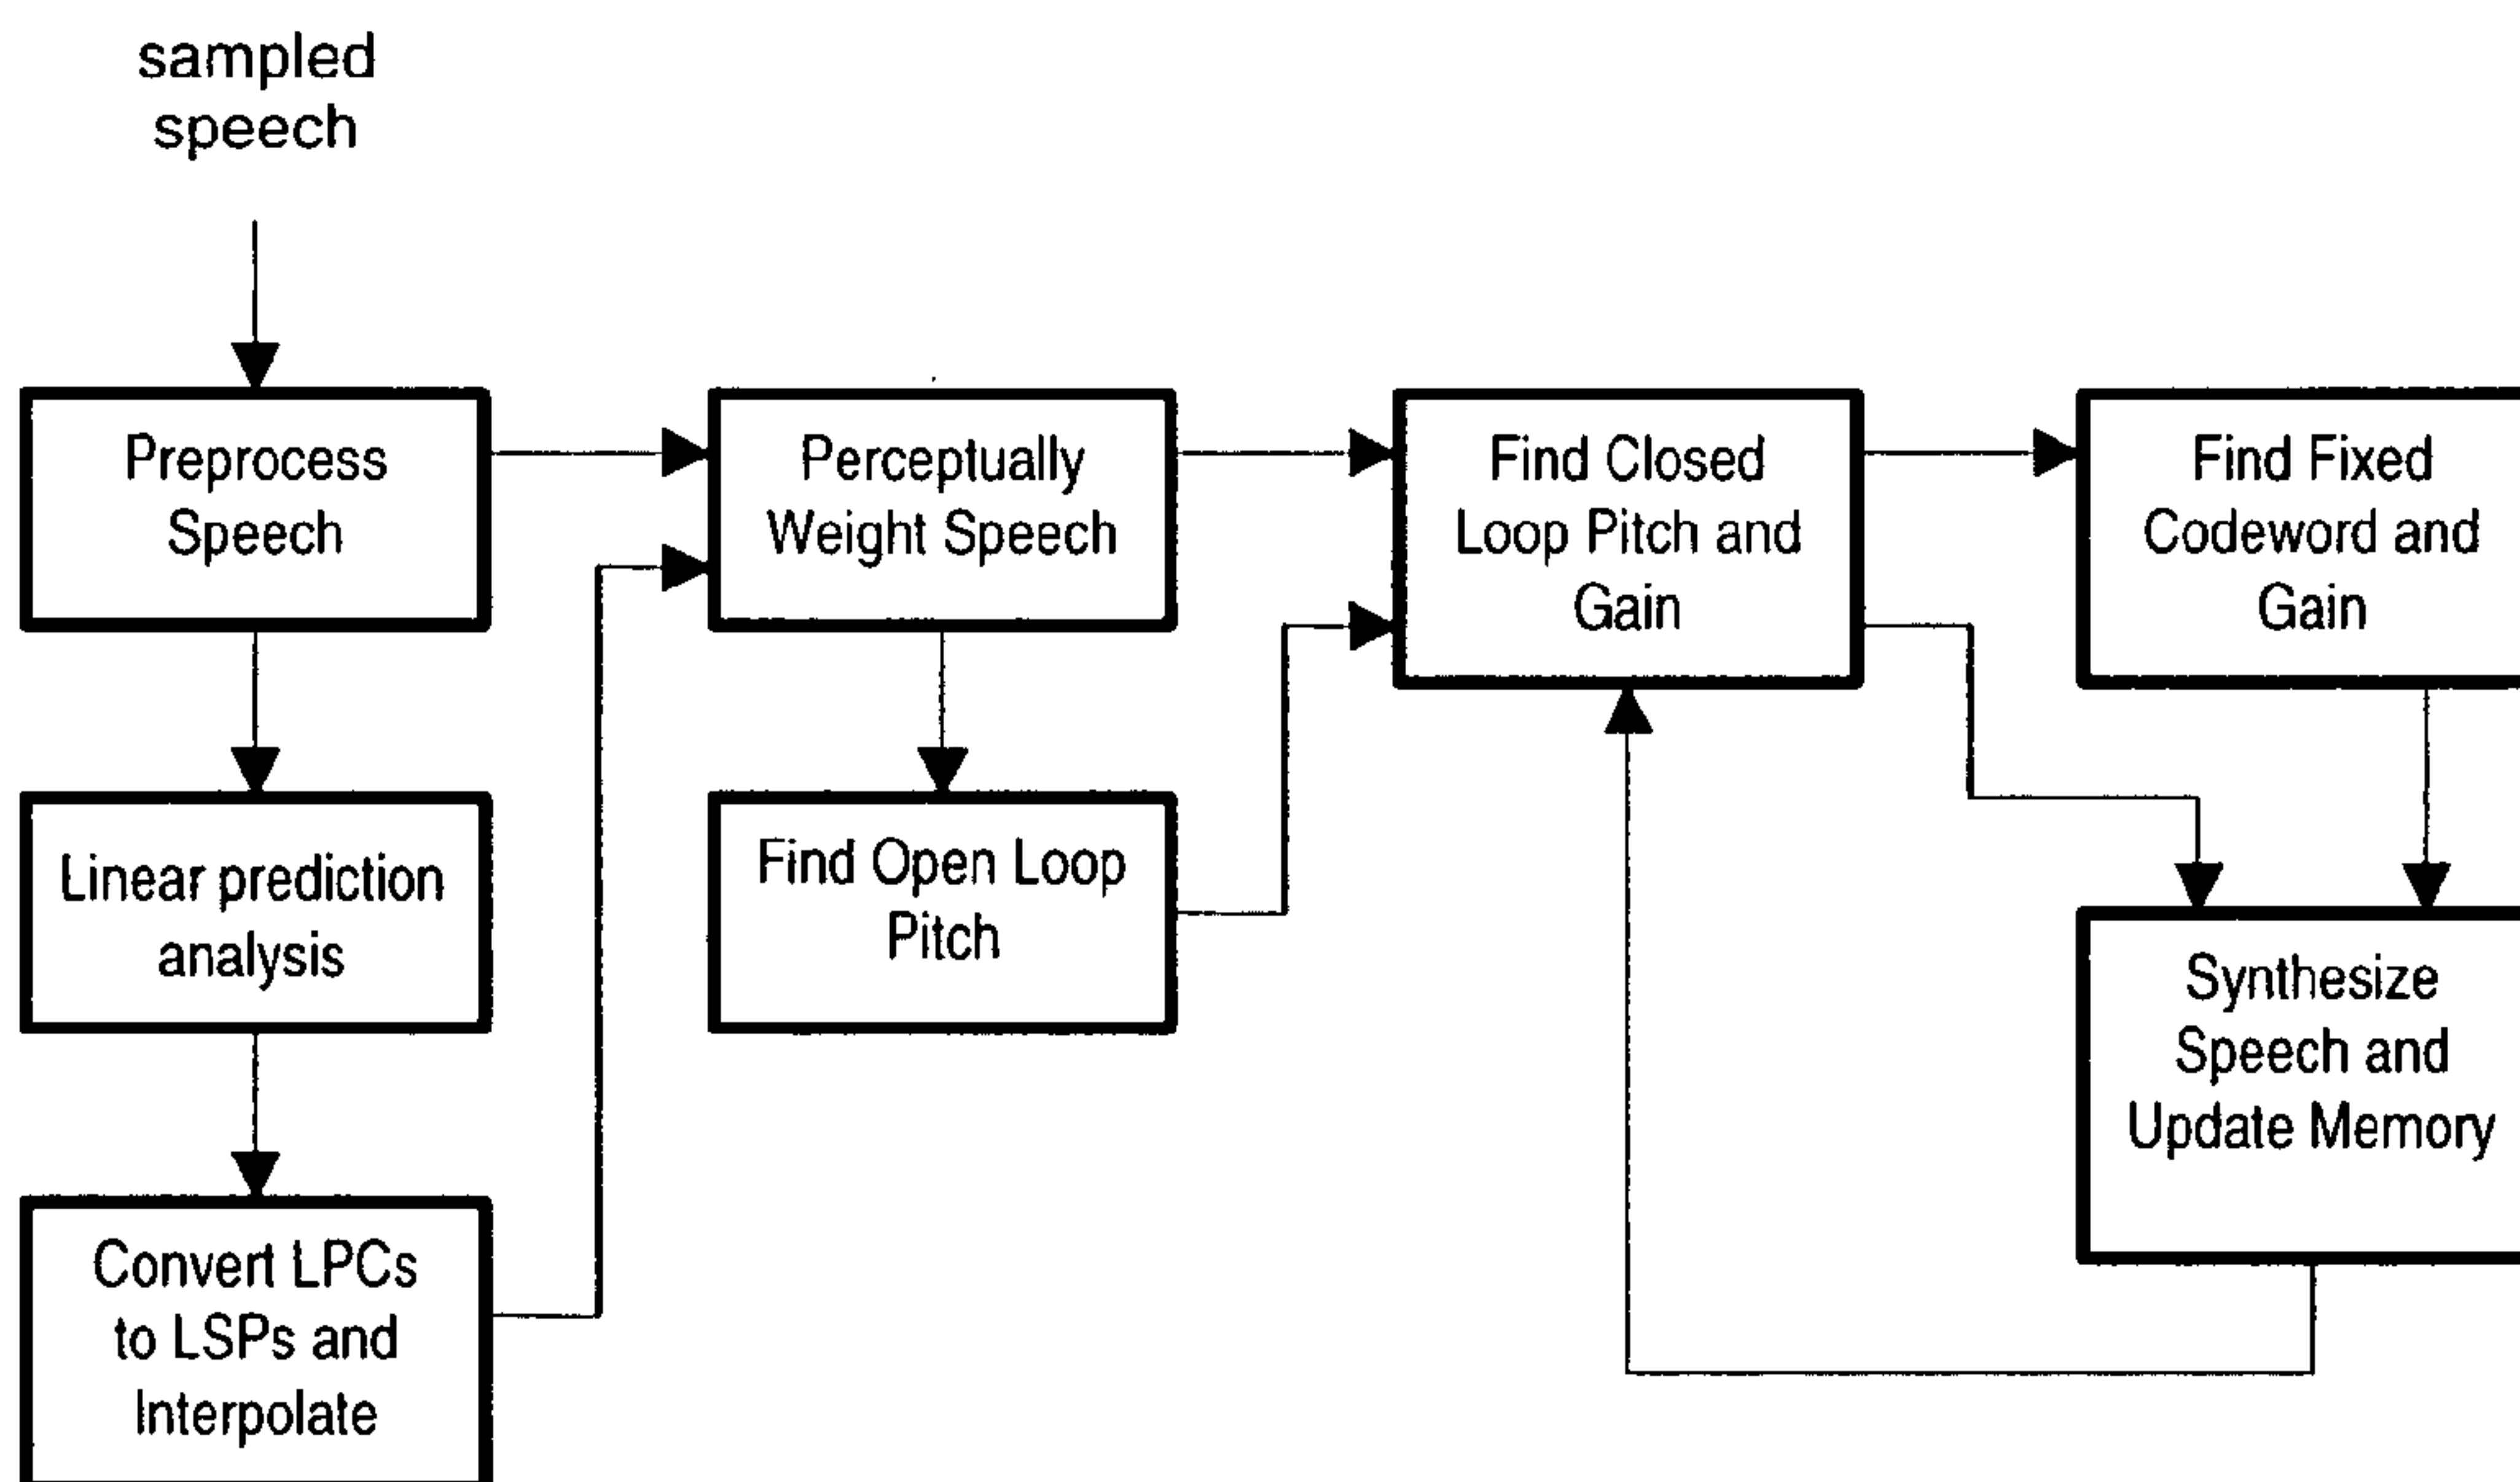 sampled
speech
Preprocess
Speech
Perceptually
Weight Speech
Find Closed
Loop Pitch and
Gain
Find Fixed
Codeword and
Gain
Linear prediction
analysis
Find Open Loop
Pitch
Synthesize
Speech and
Update Memory
Convert LPCs
to LSPs and
Interpolate